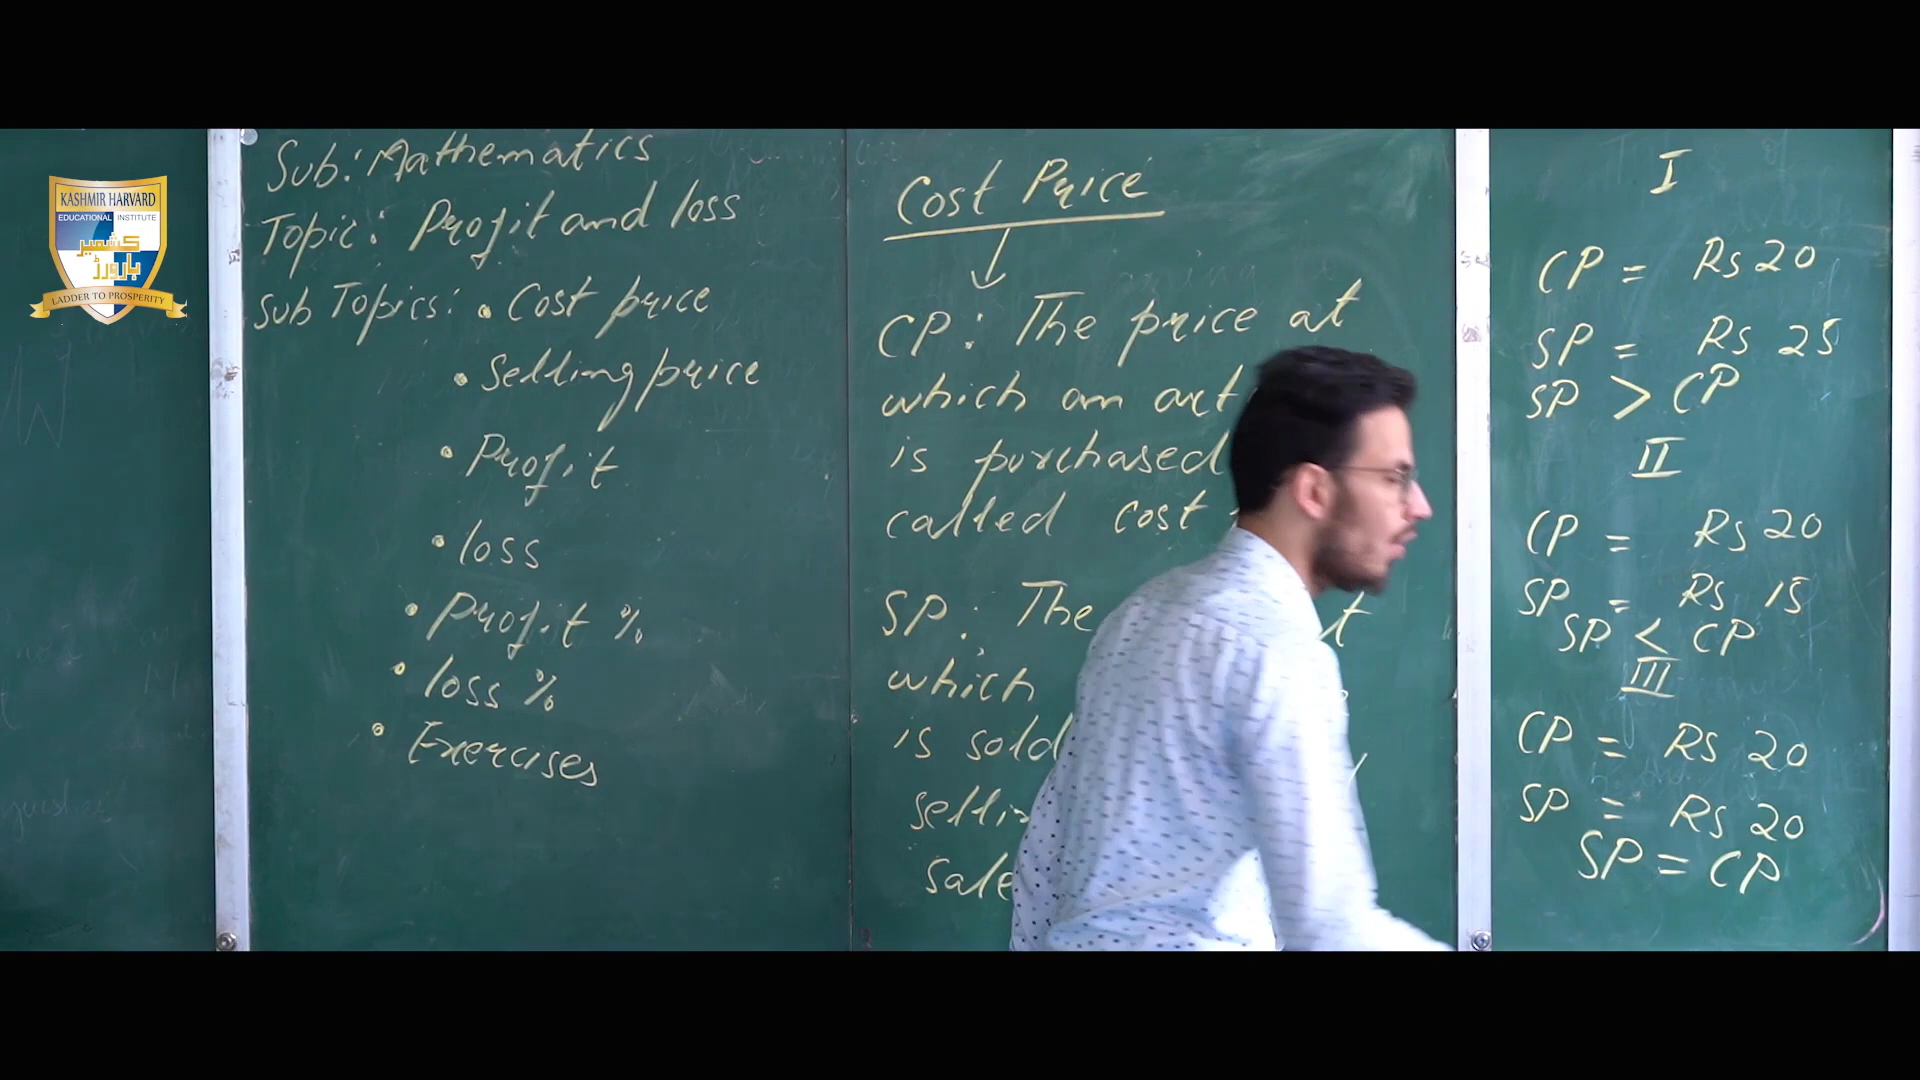 KASHMIR HARVARD
EDUCATIONAL INSTITUTE
کشمیر
ہارورڈ
LADDER TO PROSPERITY
Sub: Mathematics
Topic: Profit and loss
Sub Topics: • Cost price
• Selling price
• Profit
• loss
• Profit %
• loss %
• Exercises
Cost Price
CP: The price at
which an
is purchased
called cost
SP: The
which
is sold
sale
I
CP = Rs 20
SP = Rs 25
SP > CP
II
CP = Rs 20
SP = Rs 15
SP < CP
III
CP = Rs 20
SP = Rs 20
SP = CP